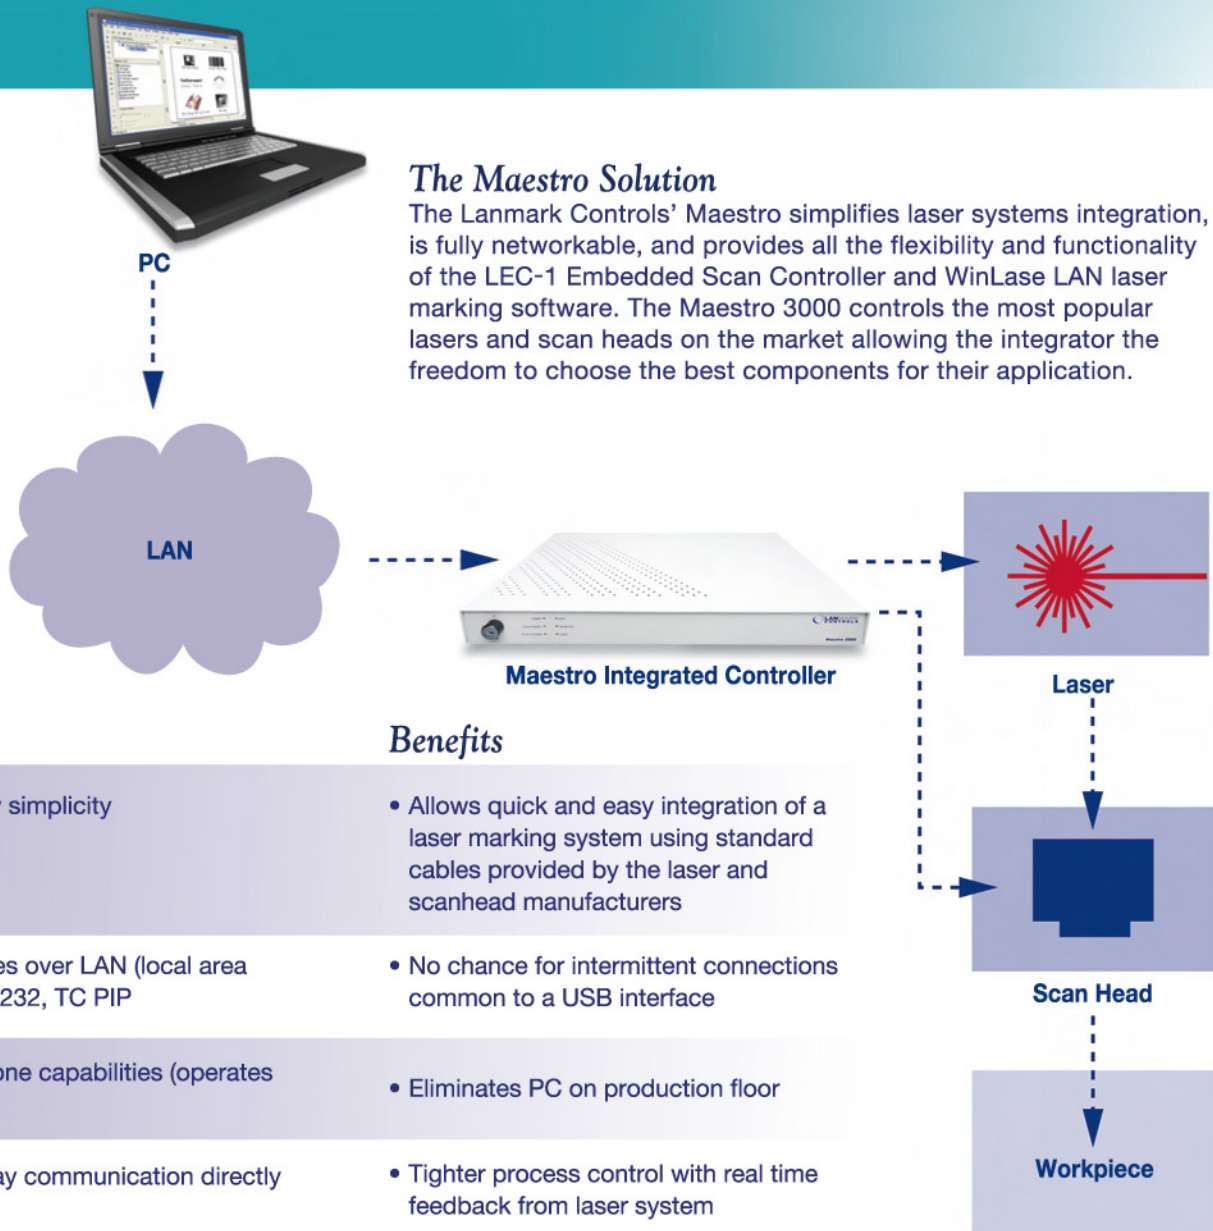 The Maestro Solution
The Lanmark Controls' Maestro simplifies laser systems integration,
is fully networkable, and provides all the flexibility and functionality
of the LEC-1 Embedded Scan Controller and WinLase LAN laser
marking software. The Maestro 3000 controls the most popular
lasers and scan heads on the market allowing the integrator the
freedom to choose the best components for their application.
PC
LAN
LANMARK
CONTROLS
Maestro 3000
Maestro Integrated Controller
Laser
Benefits
simplicity
• Allows quick and easy integration of a
laser marking system using standard
cables provided by the laser and
scanhead manufacturers
es over LAN (local area
232, TC PIP
• No chance for intermittent connections
common to a USB interface
Scan Head
one capabilities (operates
• Eliminates PC on production floor
ay communication directly
• Tighter process control with real time
feedback from laser system
Workpiece